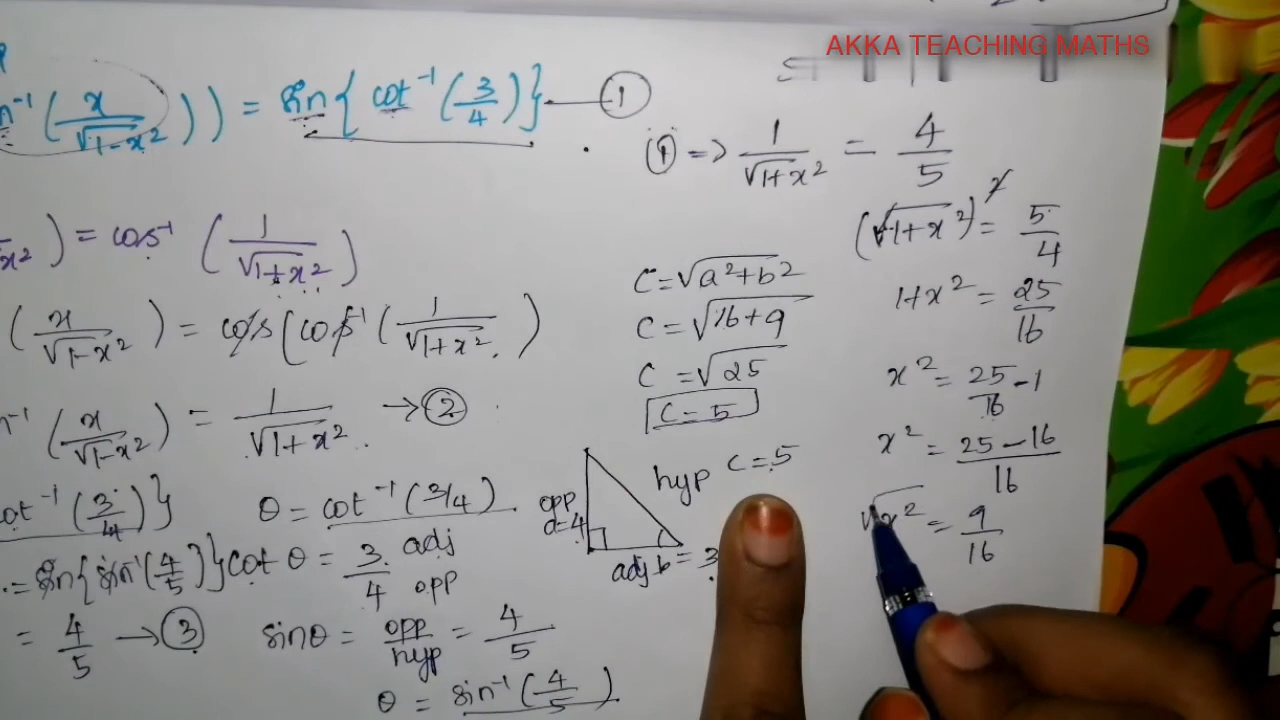 AKKA TEACHING MATHS
n⁻¹ (x/√1-x²)) = sin{cot⁻¹(3/4)} — ①
x²) = cos⁻¹ (1/√1+x²)
(x/√1-x²) = cos(cos⁻¹(1/√1+x²)
n⁻¹ (x/√1-x²) = 1/√1+x² → ②
ot⁻¹ (3/4)}
= sin{sin⁻¹(4/5)}
= 4/5 → ③
θ = cot⁻¹(3/4)
cot θ = 3/4 adj opp
sinθ = opp/hyp = 4/5
θ = sin⁻¹(4/5)
C = √a²+b²
C = √16+9
C = √25
C = 5
hyp C = 5
opp
a=4
adj b = 3
① => 1/√1+x² = 4/5
(√1+x²)² = 5/4
1+x² = 25/16
x² = 25/16 - 1
x² = 25-16/16
√x² = 9/16